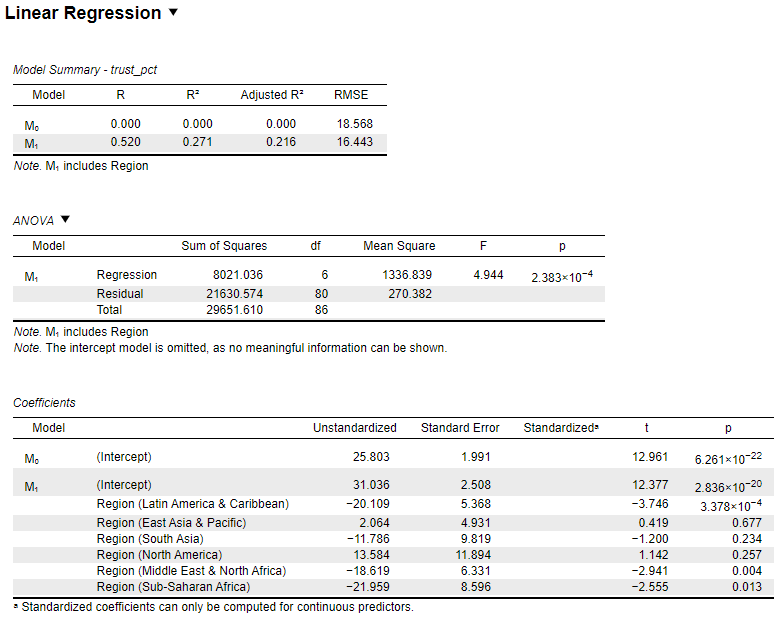 Linear Regression ▼
Model Summary - trust_pct
Model R R² Adjusted R² RMSE
M₀ 0.000 0.000 0.000 18.568
M₁ 0.520 0.271 0.216 16.443
Note. M₁ includes Region
ANOVA ▼
Model Sum of Squares df Mean Square F p
M₁ Regression 8021.036 6 1336.839 4.944 2.383×10⁻⁴
Residual 21630.574 80 270.382
Total 29651.610 86
Note. M₁ includes Region
Note. The intercept model is omitted, as no meaningful information can be shown.
Coefficients
Model Unstandardized Standard Error Standardizedᵃ t p
M₀ (Intercept) 25.803 1.991 12.961 6.261×10⁻²²
M₁ (Intercept) 31.036 2.508 12.377 2.836×10⁻²⁰
Region (Latin America & Caribbean) −20.109 5.368 −3.746 3.378×10⁻⁴
Region (East Asia & Pacific) 2.064 4.931 0.419 0.677
Region (South Asia) −11.786 9.819 −1.200 0.234
Region (North America) 13.584 11.894 1.142 0.257
Region (Middle East & North Africa) −18.619 6.331 −2.941 0.004
Region (Sub-Saharan Africa) −21.959 8.596 −2.555 0.013
ᵃ Standardized coefficients can only be computed for continuous predictors.